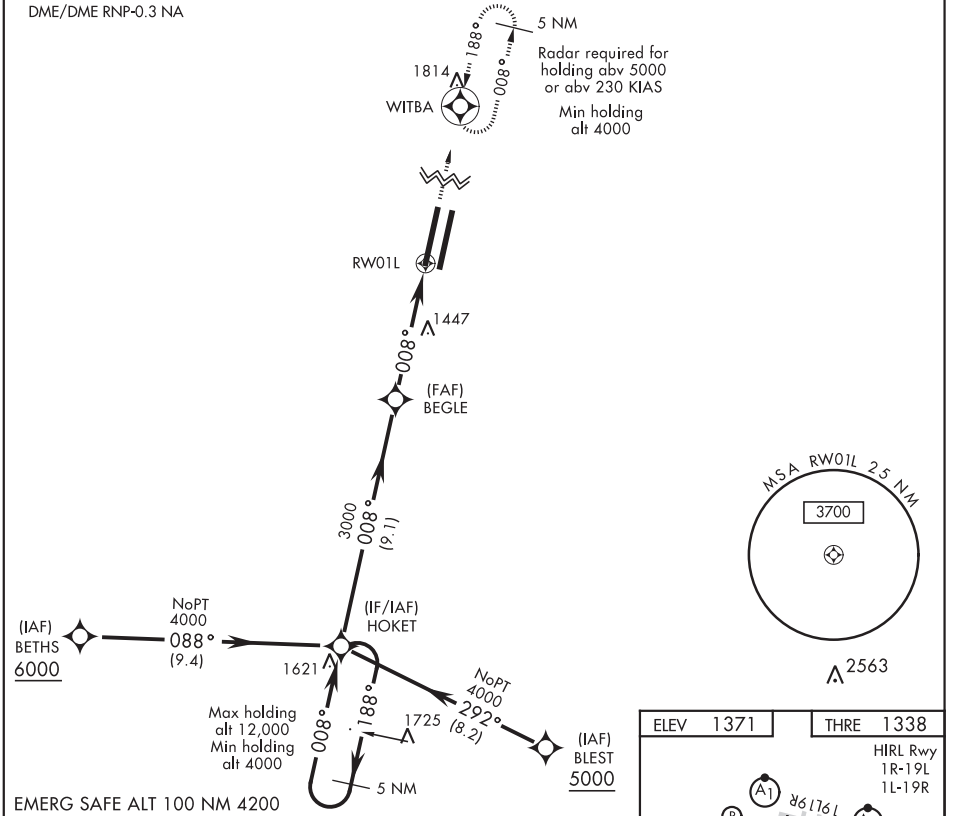 DME/DME RNP-0.3 NA
5 NM
188°
008°
Radar required for
holding abv 5000
or abv 230 KIAS
Min holding
alt 4000
1814
WITBA
RW01L
1447
008°
(FAF)
BEGLE
3000
008°
(9.1)
MSA RW01L 25 NM
3700
(IF/IAF)
HOKET
NoPT
4000
088°
(9.4)
(IAF)
BETHS
6000
1621
2563
NoPT
4000
292°
(8.2)
Max holding
alt 12,000
Min holding
alt 4000
008°
188°
1725
5 NM
(IAF)
BLEST
5000
EMERG SAFE ALT 100 NM 4200
ELEV 1371
THRE 1338
HIRL Rwy
1R-19L
1L-19R
A1
19L
19R